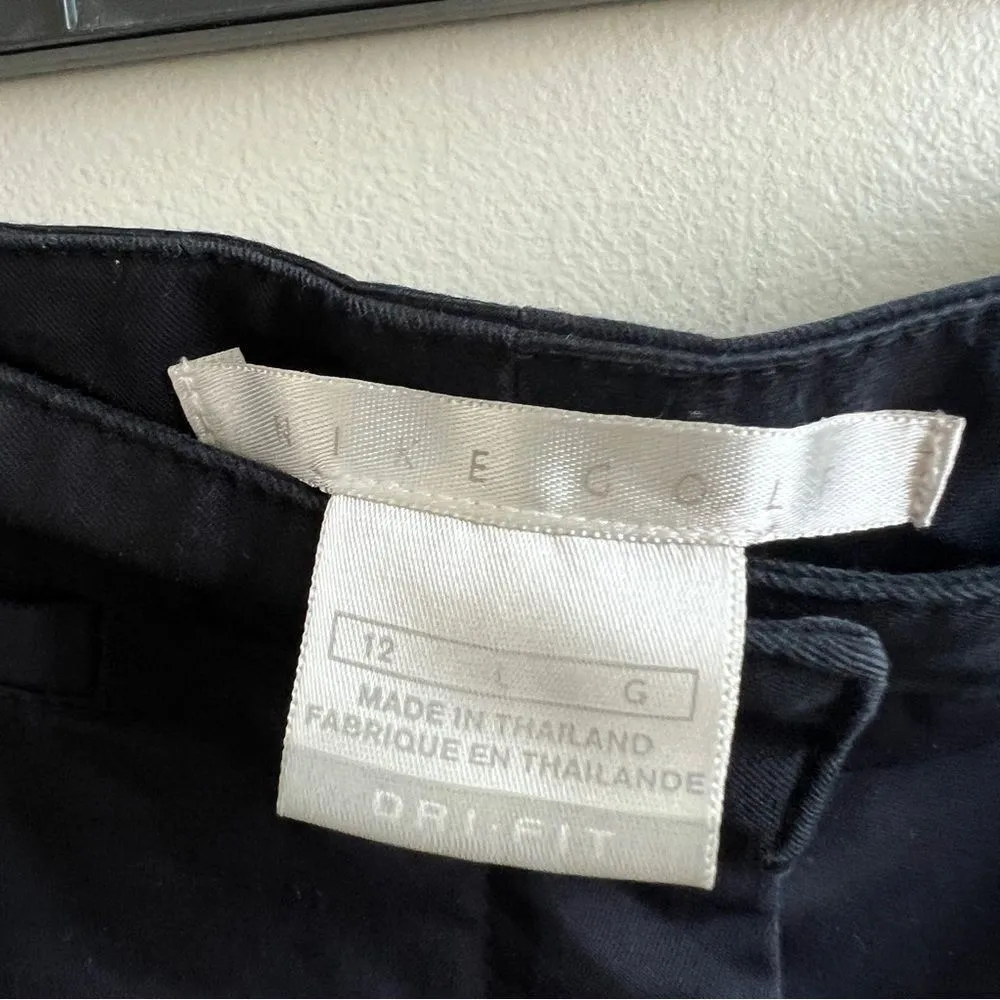 NIKE GOLF
12 L G
MADE IN THAILAND
FABRIQUE EN THAILANDE
DRI-FIT